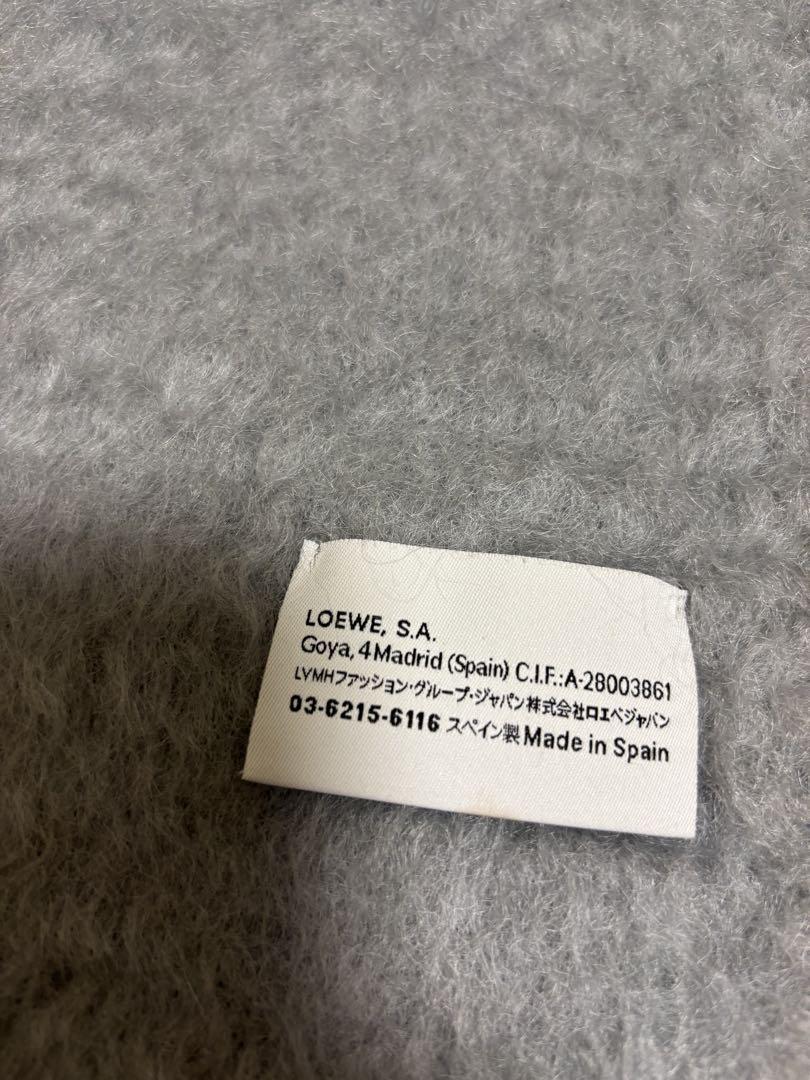 LOEWE, S.A.
Goya, 4 Madrid (Spain) C.I.F.:A-28003861
LVMHファッション・グループ・ジャパン株式会社ロエベジャパン
03-6215-6116 スペイン製 Made in Spain